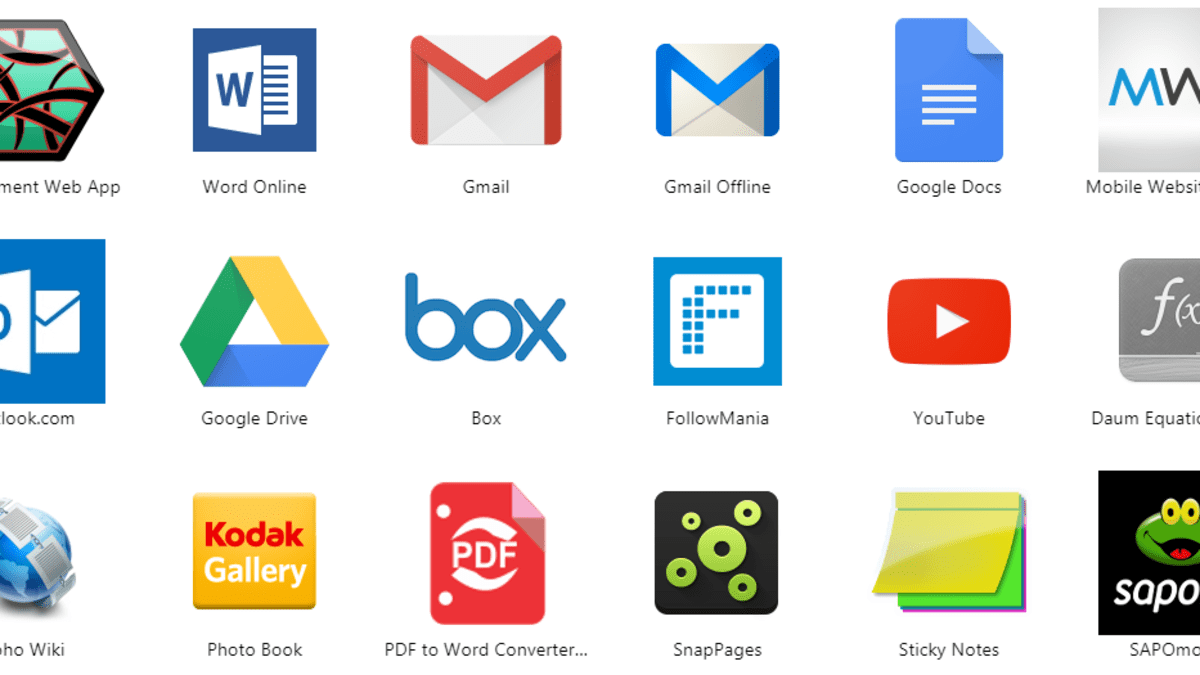 W
MW
ment Web App
Word Online
Gmail
Gmail Offline
Google Docs
Mobile Websit
box
F
f(x
look.com
Google Drive
Box
FollowMania
YouTube
Daum Equatio
Kodak
Gallery
PDF
sapo
oho Wiki
Photo Book
PDF to Word Converter...
SnapPages
Sticky Notes
SAPOmo